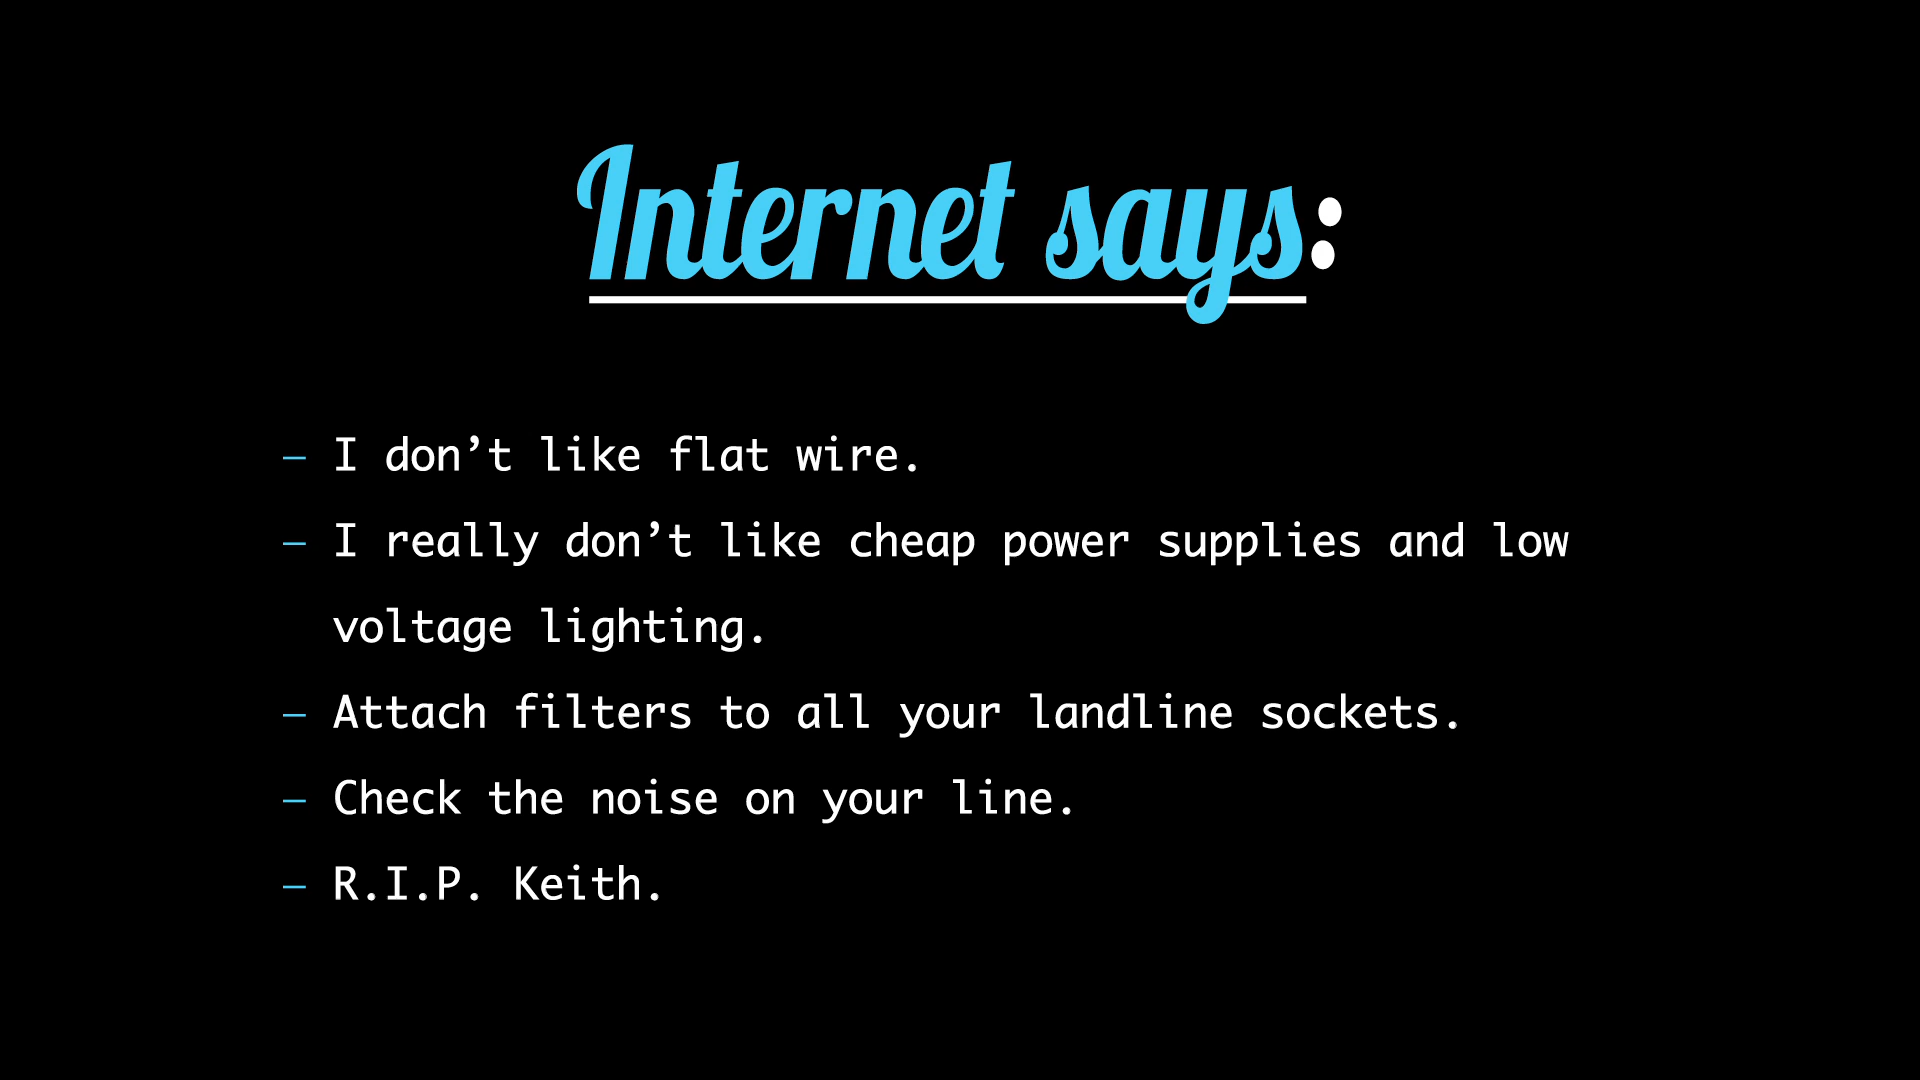 Internet says:
– I don’t like flat wire.
– I really don’t like cheap power supplies and low
voltage lighting.
– Attach filters to all your landline sockets.
– Check the noise on your line.
– R.I.P. Keith.